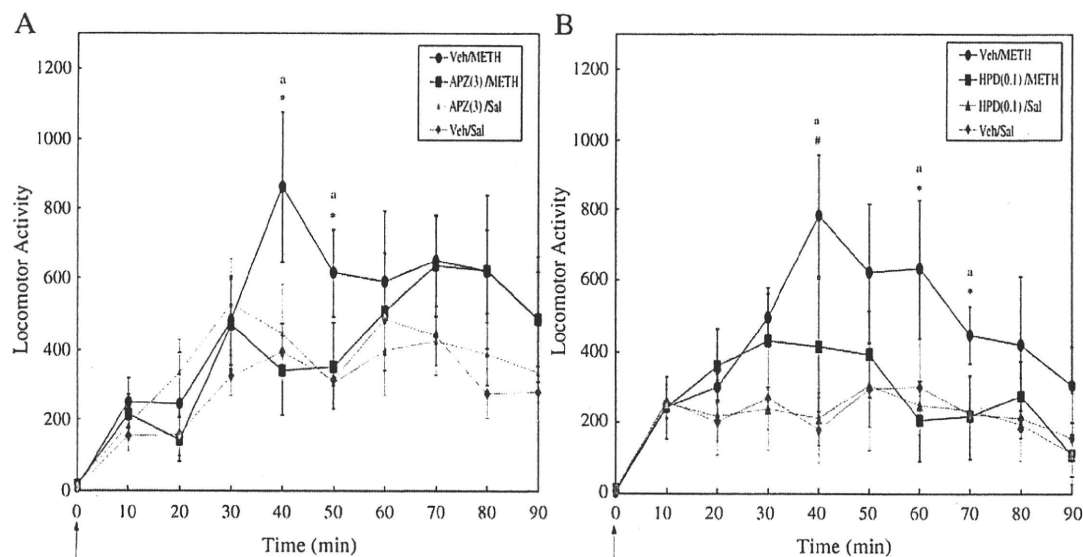 A
1200
1000
800
600
400
200
0
Locomotor Activity
Veh/METH
APZ(3)/METH
APZ(3)/Sal
Veh/Sal
a
*
a
*
0 10 20 30 40 50 60 70 80 90
Time (min)
B
1200
1000
800
600
400
200
0
Locomotor Activity
Veh/METH
HPD(0.1)/METH
HPD(0.1)/Sal
Veh/Sal
a
#
a
*
a
*
0 10 20 30 40 50 60 70 80 90
Time (min)